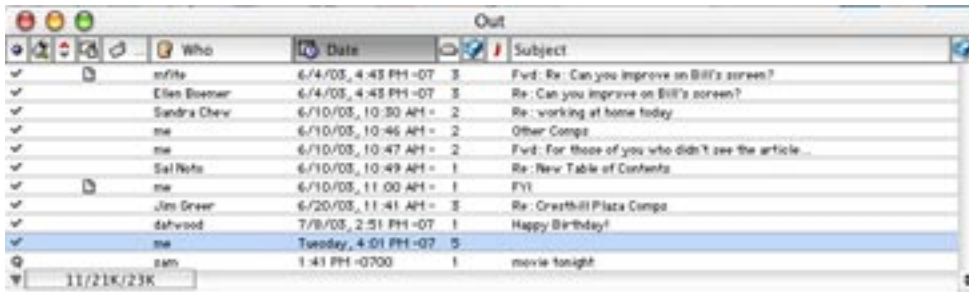 Out
Who Date Subject
mfite 6/4/03, 4:43 PM -07 3 Fwd: Re: Can you improve on Bill's screen?
Ellen Boemer 6/4/03, 4:43 PM -07 3 Re: Can you improve on Bill's screen?
Sandra Chew 6/10/03, 10:30 AM - 2 Re: working at home today
me 6/10/03, 10:46 AM - 2 Other Comps
me 6/10/03, 10:47 AM - 2 Fwd: For those of you who didn't see the article...
Sal Noto 6/10/03, 10:49 AM - 1 Re: New Table of Contents
me 6/10/03, 11:00 AM - 1 FYI
Jim Greer 6/20/03, 11:41 AM - 3 Re: Cresthill Plaza Comps
datwood 7/8/03, 2:51 PM -07 1 Happy Birthday!
me Tuesday, 4:01 PM -07 5
Q sam 1:41 PM -0700 1 movie tonight
11/21K/23K